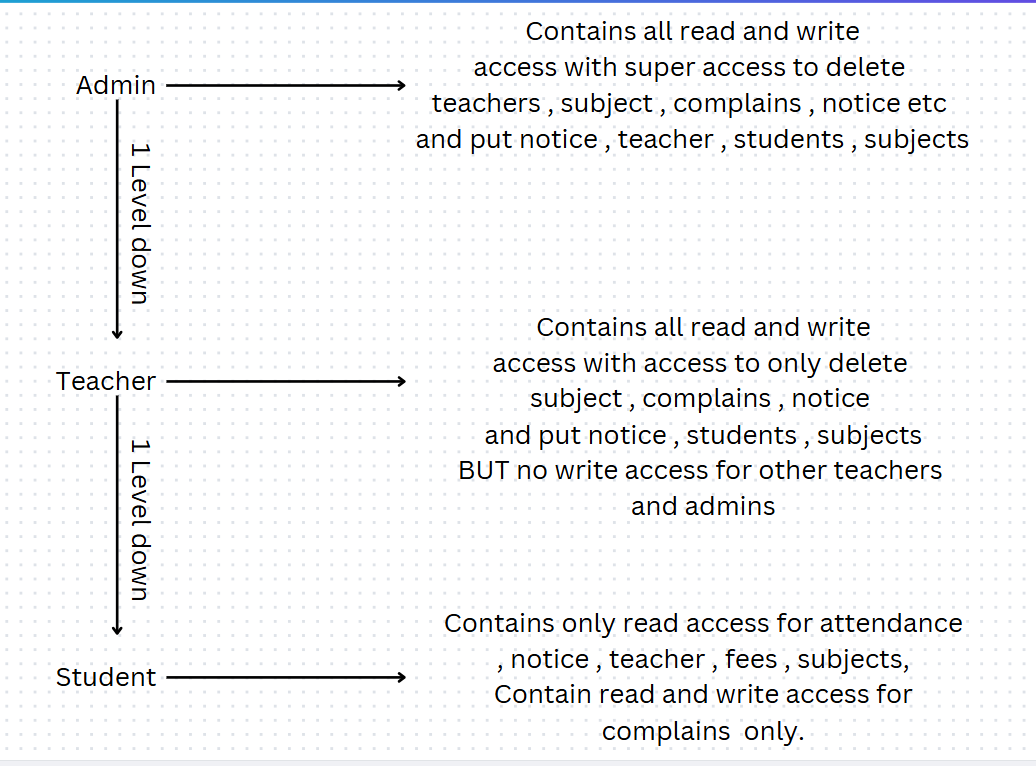 Admin
Contains all read and write
access with super access to delete
teachers , subject , complains , notice etc
and put notice , teacher , students , subjects
1 Level down
Teacher
Contains all read and write
access with access to only delete
subject , complains , notice
and put notice , students , subjects
BUT no write access for other teachers
and admins
1 Level down
Student
Contains only read access for attendance
, notice , teacher , fees , subjects,
Contain read and write access for
complains only.